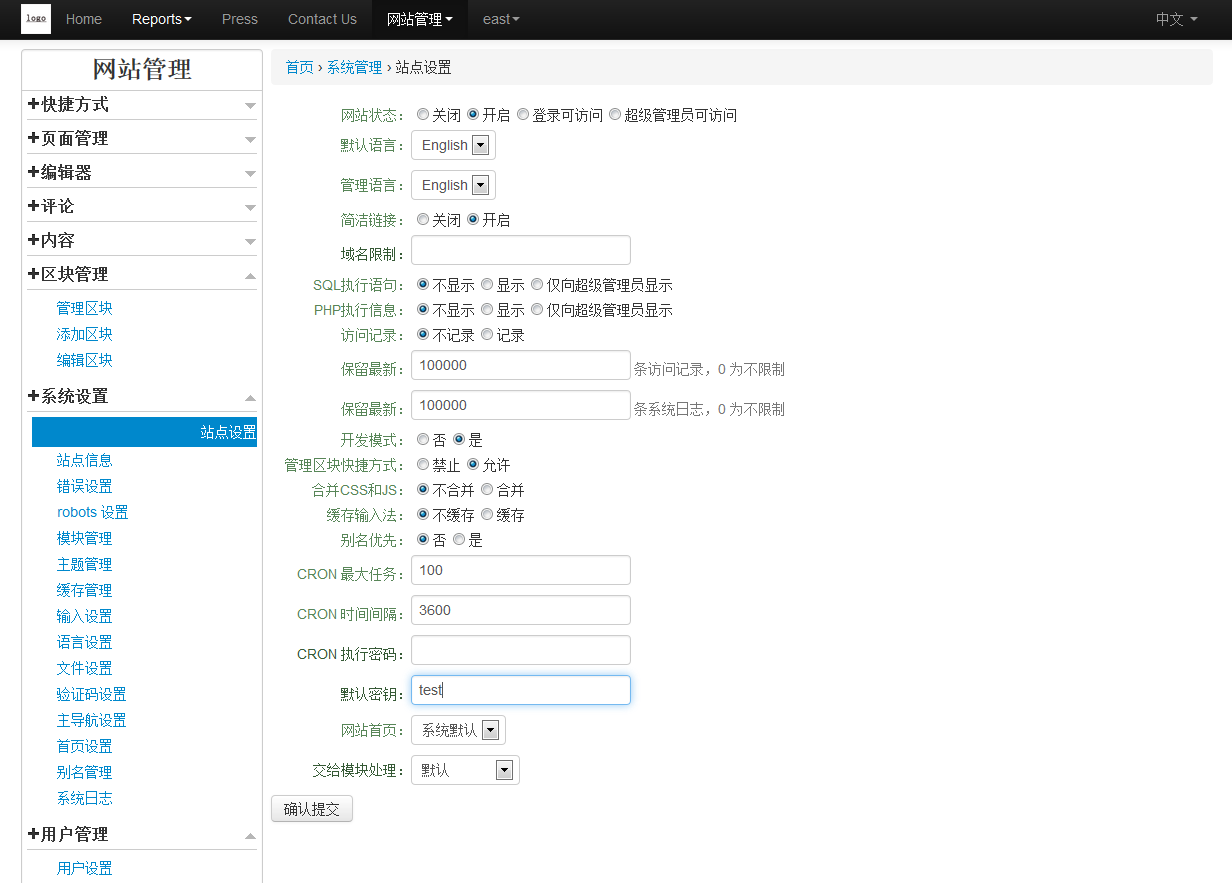 logo Home Reports Press Contact Us 网站管理 east 中文
网站管理
首页 › 系统管理 › 站点设置
快捷方式
页面管理
编辑器
评论
内容
区块管理
管理区块
添加区块
编辑区块
系统设置
站点设置
站点信息
错误设置
robots 设置
模块管理
主题管理
缓存管理
输入设置
语言设置
文件设置
验证码设置
主导航设置
首页设置
别名管理
系统日志
用户管理
用户设置
网站状态： 关闭 开启 登录可访问 超级管理员可访问
默认语言： English
管理语言： English
简洁链接： 关闭 开启
域名限制：
SQL执行语句： 不显示 显示 仅向超级管理员显示
PHP执行信息： 不显示 显示 仅向超级管理员显示
访问记录： 不记录 记录
保留最新： 100000 条访问记录，0 为不限制
保留最新： 100000 条系统日志，0 为不限制
开发模式： 否 是
管理区块快捷方式： 禁止 允许
合并CSS和JS： 不合并 合并
缓存输入法： 不缓存 缓存
别名优先： 否 是
CRON 最大任务： 100
CRON 时间间隔： 3600
CRON 执行密码：
默认密钥： test
网站首页： 系统默认
交给模块处理： 默认
确认提交